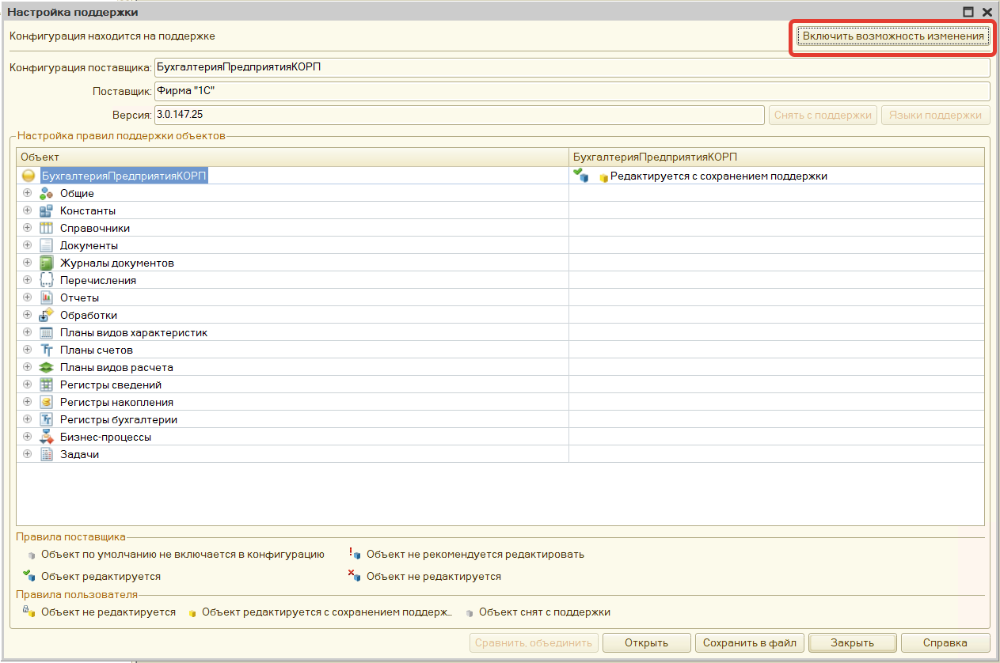 Настройка поддержки
Конфигурация находится на поддержке
Включить возможность изменения
Конфигурация поставщика: БухгалтерияПредприятияКОРП
Поставщик: Фирма "1С"
Версия: 3.0.147.25 Снять с поддержки Языки поддержки
Настройка правил поддержки объектов
Объект БухгалтерияПредприятияКОРП
БухгалтерияПредприятияКОРП Редактируется с сохранением поддержки
Общие
Константы
Справочники
Документы
Журналы документов
Перечисления
Отчеты
Обработки
Планы видов характеристик
Планы счетов
Планы видов расчета
Регистры сведений
Регистры накопления
Регистры бухгалтерии
Бизнес-процессы
Задачи
Правила поставщика
Объект по умолчанию не включается в конфигурацию Объект не рекомендуется редактировать
Объект редактируется Объект не редактируется
Правила пользователя
Объект не редактируется Объект редактируется с сохранением поддерж... Объект снят с поддержки
Сравнить, объединить Открыть Сохранить в файл Закрыть Справка